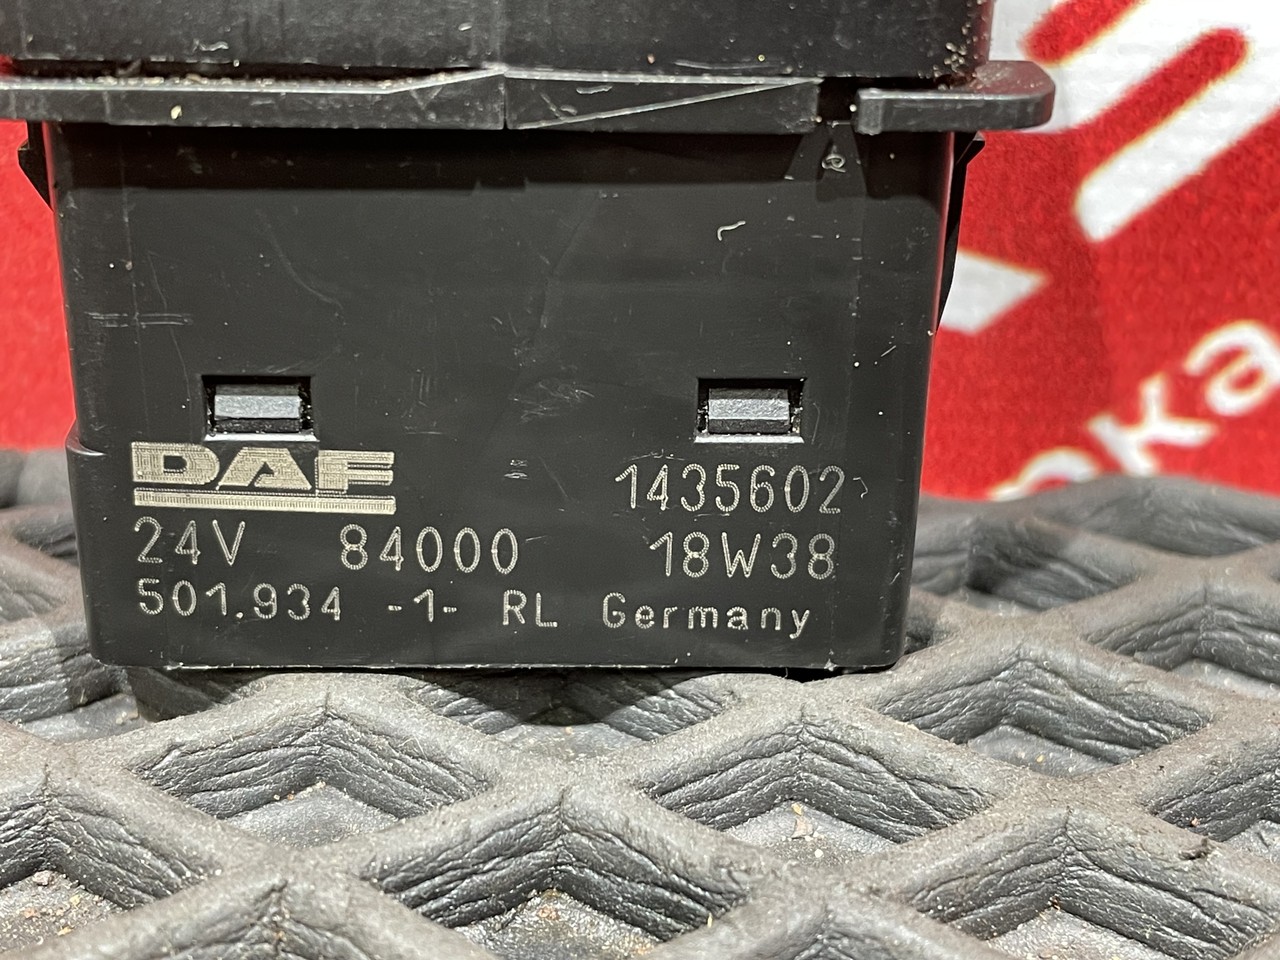 DAF 1435602
24V 84000 18W38
501.934 -1- RL Germany